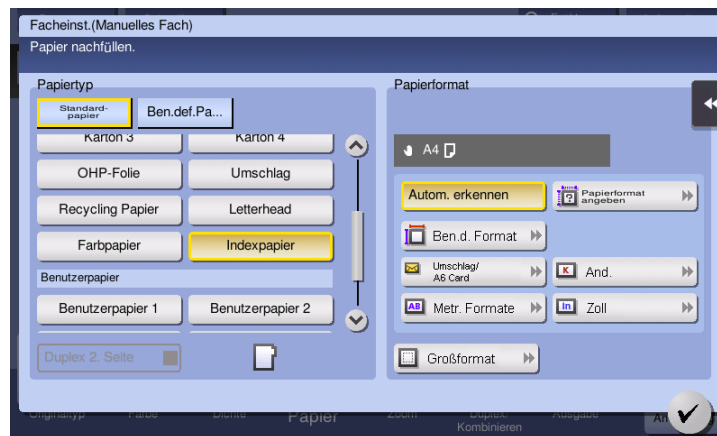 Facheinst.(Manuelles Fach)
Papier nachfüllen.
Papiertyp
Standard-
papier
Ben.def.Pa...
Karton 3
Karton 4
OHP-Folie
Umschlag
Recycling Papier
Letterhead
Farbpapier
Indexpapier
Benutzerpapier
Benutzerpapier 1
Benutzerpapier 2
Duplex 2. Seite
Papierformat
A4
Autom. erkennen
?
Papierformat
angeben
Ben.d. Format
Umschlag/
A6 Card
K
And.
AB
Metr. Formate
In
Zoll
Großformat
Originaltyp
Farbe
Dichte
Papier
Zoom
Duplex/
Kombinieren
Ausgabe